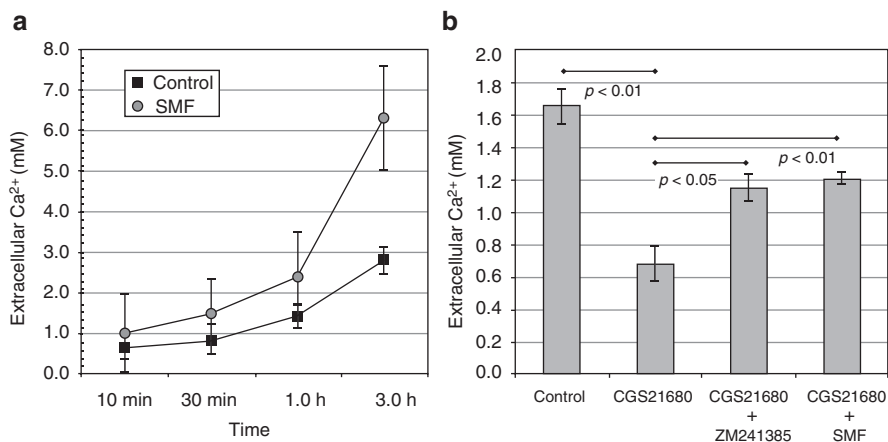 a
Extracellular Ca²⁺ (mM)
8.0
7.0
6.0
5.0
4.0
3.0
2.0
1.0
0.0
Control
SMF
10 min 30 min 1.0 h 3.0 h
Time
b
Extracellular Ca²⁺ (mM)
2.0
1.8
1.6
1.4
1.2
1.0
0.8
0.6
0.4
0.2
0.0
p < 0.01
p < 0.01
p < 0.05
Control CGS21680 CGS21680 CGS21680
+ +
ZM241385 SMF